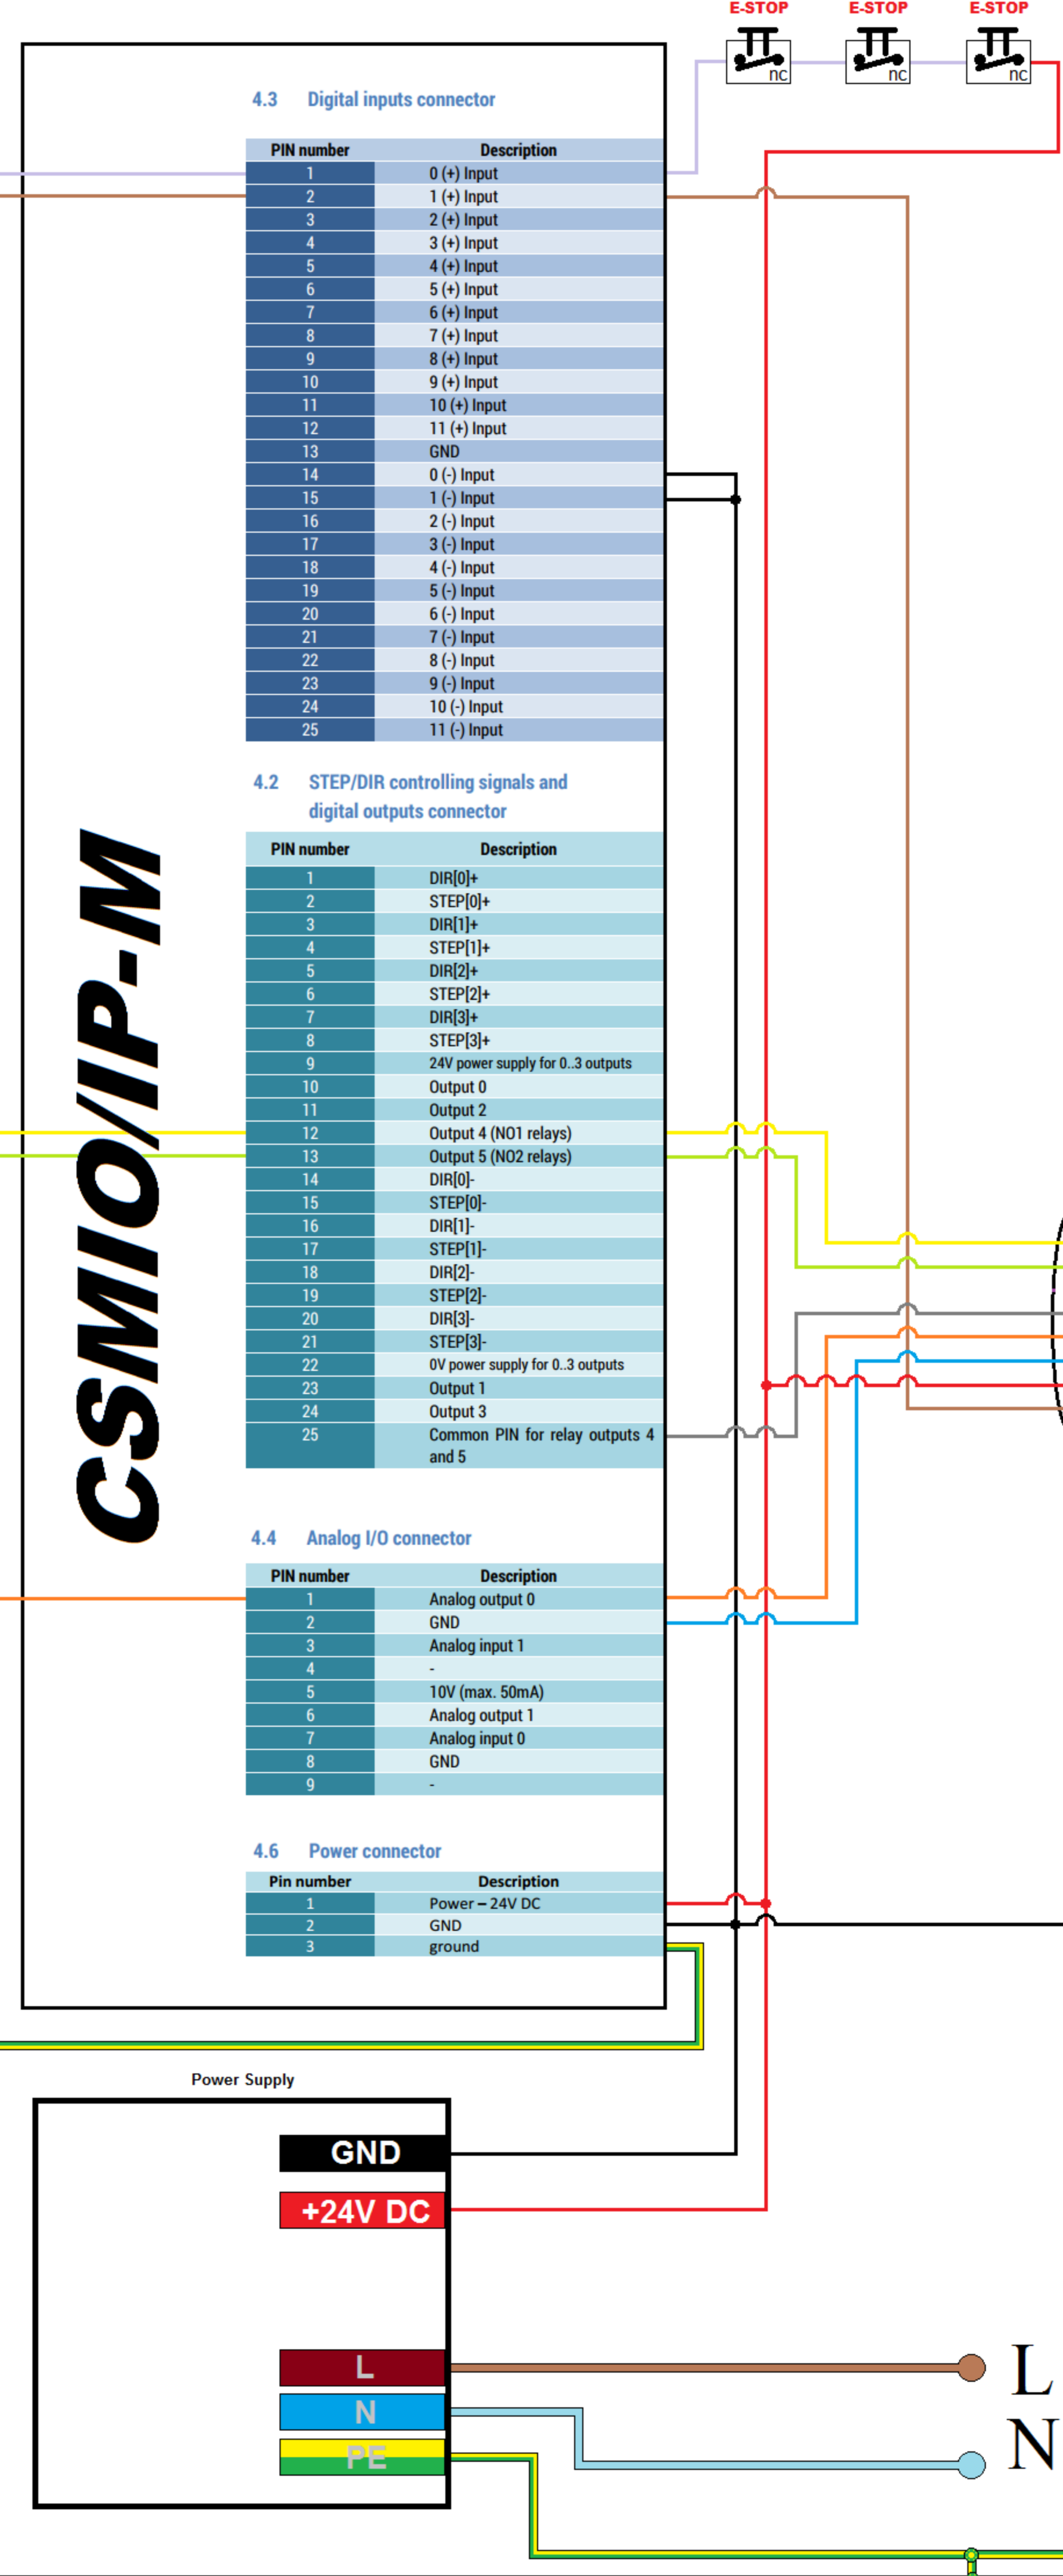 E-STOP E-STOP E-STOP
nc nc nc
4.3 Digital inputs connector
PIN number Description
1 0 (+) Input
2 1 (+) Input
3 2 (+) Input
4 3 (+) Input
5 4 (+) Input
6 5 (+) Input
7 6 (+) Input
8 7 (+) Input
9 8 (+) Input
10 9 (+) Input
11 10 (+) Input
12 11 (+) Input
13 GND
14 0 (-) Input
15 1 (-) Input
16 2 (-) Input
17 3 (-) Input
18 4 (-) Input
19 5 (-) Input
20 6 (-) Input
21 7 (-) Input
22 8 (-) Input
23 9 (-) Input
24 10 (-) Input
25 11 (-) Input
4.2 STEP/DIR controlling signals and
digital outputs connector
PIN number Description
1 DIR[0]+
2 STEP[0]+
3 DIR[1]+
4 STEP[1]+
5 DIR[2]+
6 STEP[2]+
7 DIR[3]+
8 STEP[3]+
9 24V power supply for 0..3 outputs
10 Output 0
11 Output 2
12 Output 4 (NO1 relays)
13 Output 5 (NO2 relays)
14 DIR[0]-
15 STEP[0]-
16 DIR[1]-
17 STEP[1]-
18 DIR[2]-
19 STEP[2]-
20 DIR[3]-
21 STEP[3]-
22 0V power supply for 0..3 outputs
23 Output 1
24 Output 3
25 Common PIN for relay outputs 4
and 5
CSMIO/IP-M
4.4 Analog I/O connector
PIN number Description
1 Analog output 0
2 GND
3 Analog input 1
4 -
5 10V (max. 50mA)
6 Analog output 1
7 Analog input 0
8 GND
9 -
4.6 Power connector
Pin number Description
1 Power – 24V DC
2 GND
3 ground
Power Supply
GND
+24V DC
L L
N N
PE